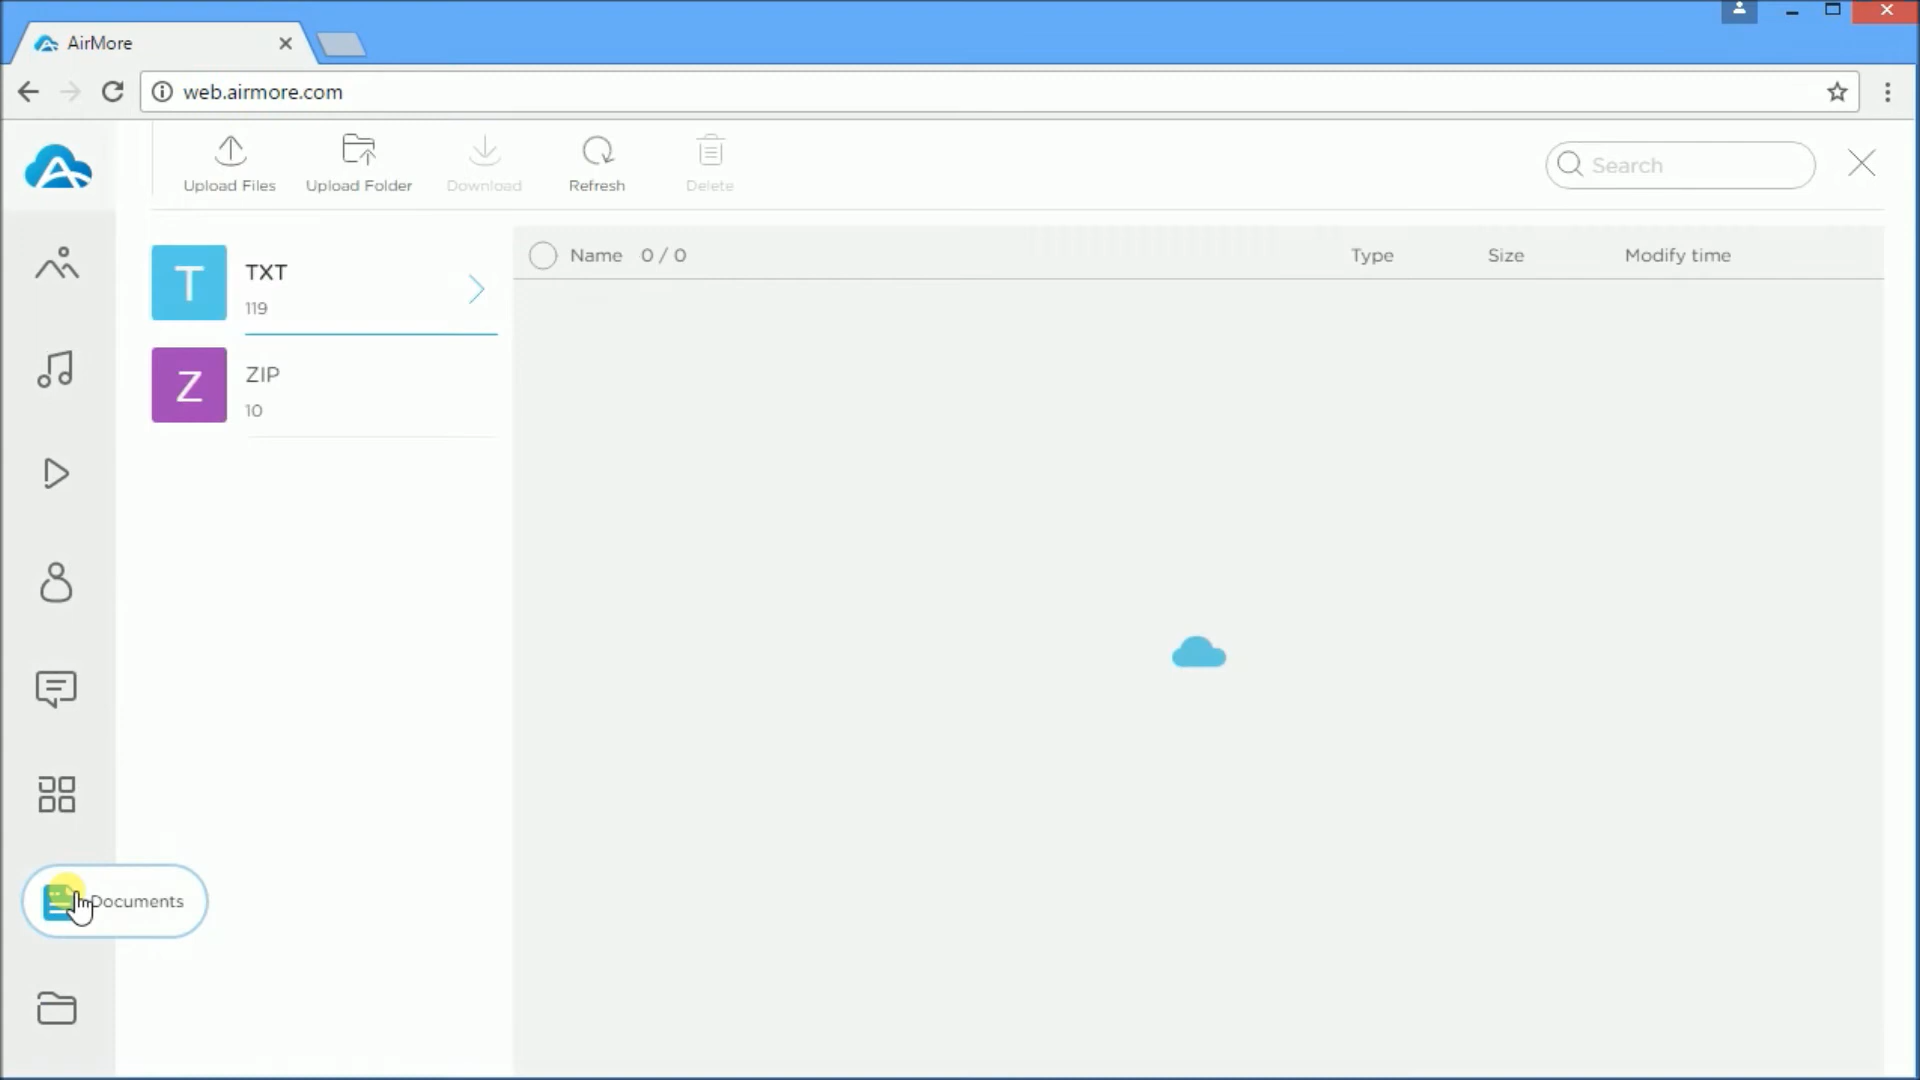 AirMore
web.airmore.com
Upload Files
Upload Folder
Download
Refresh
Delete
Search
T
TXT
119
Z
ZIP
10
Name 0 / 0
Type
Size
Modify time
Documents